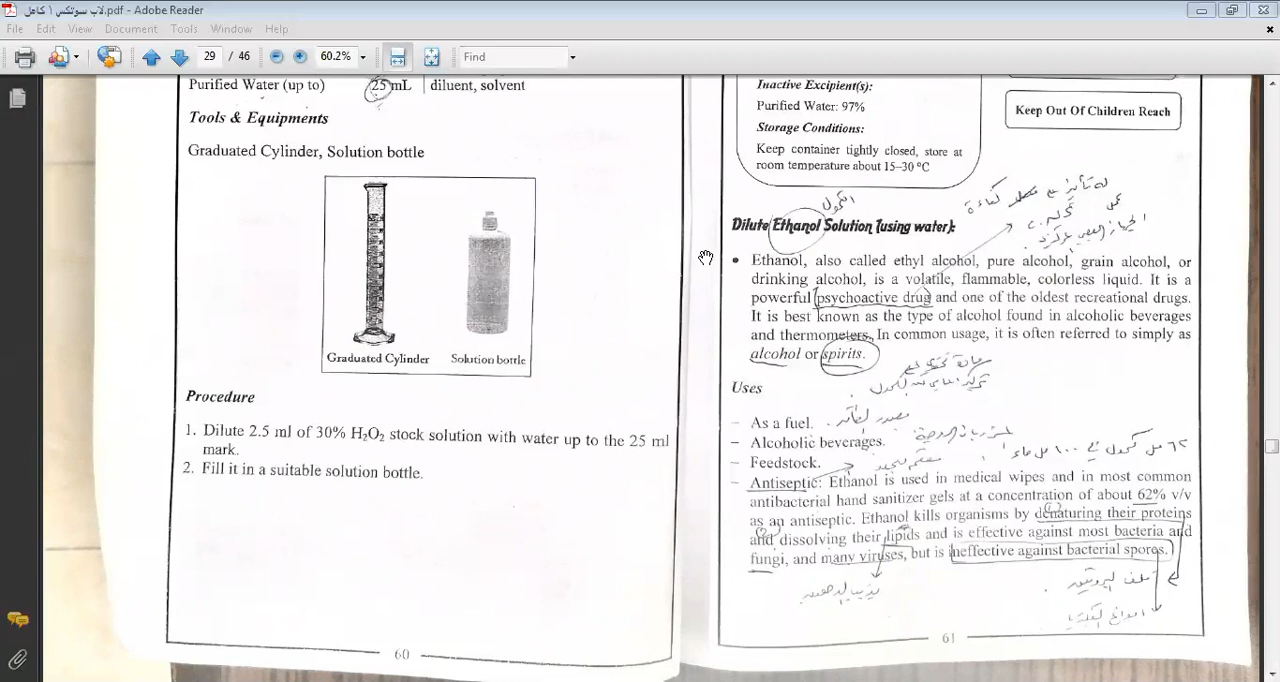 لاب سوتكس ١ كامل.pdf - Adobe Reader
File Edit View Document Tools Window Help
29 / 46 60.2% Find
Purified Water (up to) 25 mL diluent, solvent
Tools & Equipments
Graduated Cylinder, Solution bottle
Graduated Cylinder Solution bottle
Procedure
1. Dilute 2.5 ml of 30% H₂O₂ stock solution with water up to the 25 ml
mark.
2. Fill it in a suitable solution bottle.
60
Inactive Excipient(s):
Purified Water: 97%
Storage Conditions:
Keep container tightly closed, store at
room temperature about 15–30 °C
Keep Out Of Children Reach
الكحول
Dilute Ethanol Solution (using water):
• Ethanol, also called ethyl alcohol, pure alcohol, grain alcohol, or
drinking alcohol, is a volatile, flammable, colorless liquid. It is a
powerful psychoactive drug and one of the oldest recreational drugs.
It is best known as the type of alcohol found in alcoholic beverages
and thermometers. In common usage, it is often referred to simply as
alcohol or spirits.
Uses
– As a fuel.
– Alcoholic beverages.
– Feedstock.
– Antiseptic: Ethanol is used in medical wipes and in most common
antibacterial hand sanitizer gels at a concentration of about 62% v/v
as an antiseptic. Ethanol kills organisms by denaturing their proteins
and dissolving their lipids and is effective against most bacteria and
fungi, and many viruses, but is ineffective against bacterial spores.
61